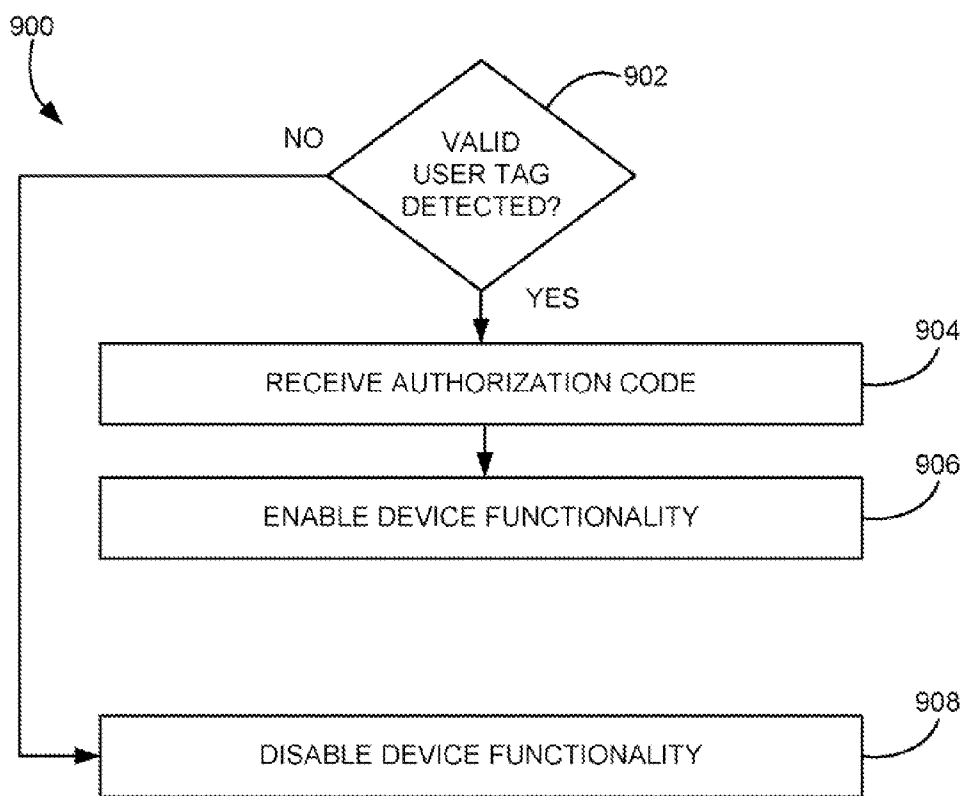 900
902
NO
VALID
USER TAG
DETECTED?
YES
904
RECEIVE AUTHORIZATION CODE
906
ENABLE DEVICE FUNCTIONALITY
908
DISABLE DEVICE FUNCTIONALITY